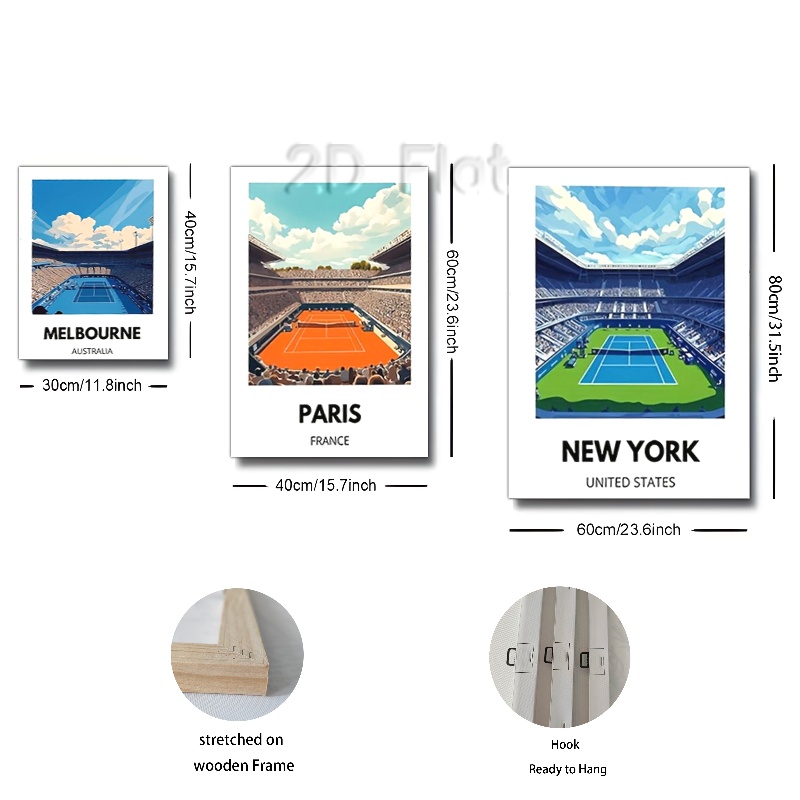 2D Flat
MELBOURNE
AUSTRALIA
40cm/15.7inch
30cm/11.8inch
PARIS
FRANCE
60cm/23.6inch
40cm/15.7inch
NEW YORK
UNITED STATES
80cm/31.5inch
60cm/23.6inch
stretched on
wooden Frame
Hook
Ready to Hang